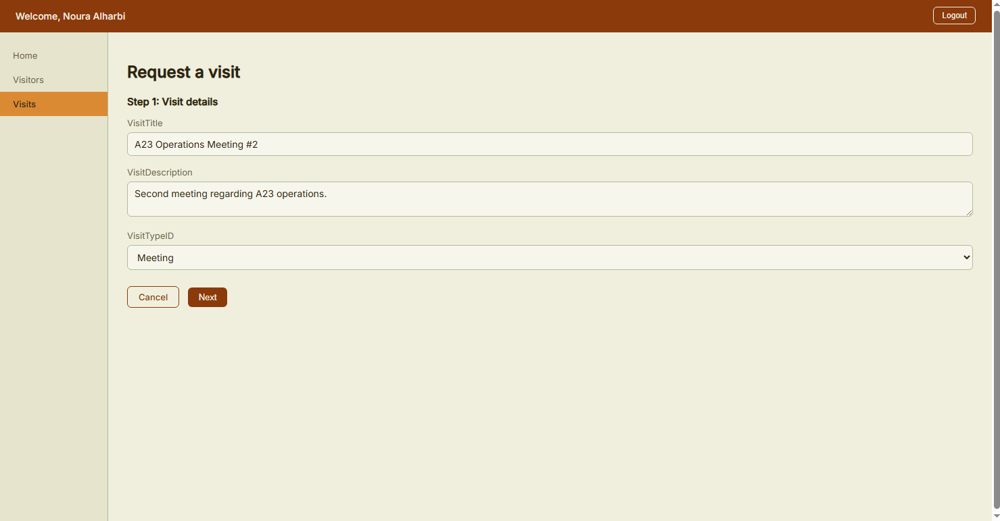 Welcome, Noura Alharbi
Logout
Home
Visitors
Visits
Request a visit
Step 1: Visit details
VisitTitle
A23 Operations Meeting #2
VisitDescription
Second meeting regarding A23 operations.
VisitTypeID
Meeting
Cancel
Next